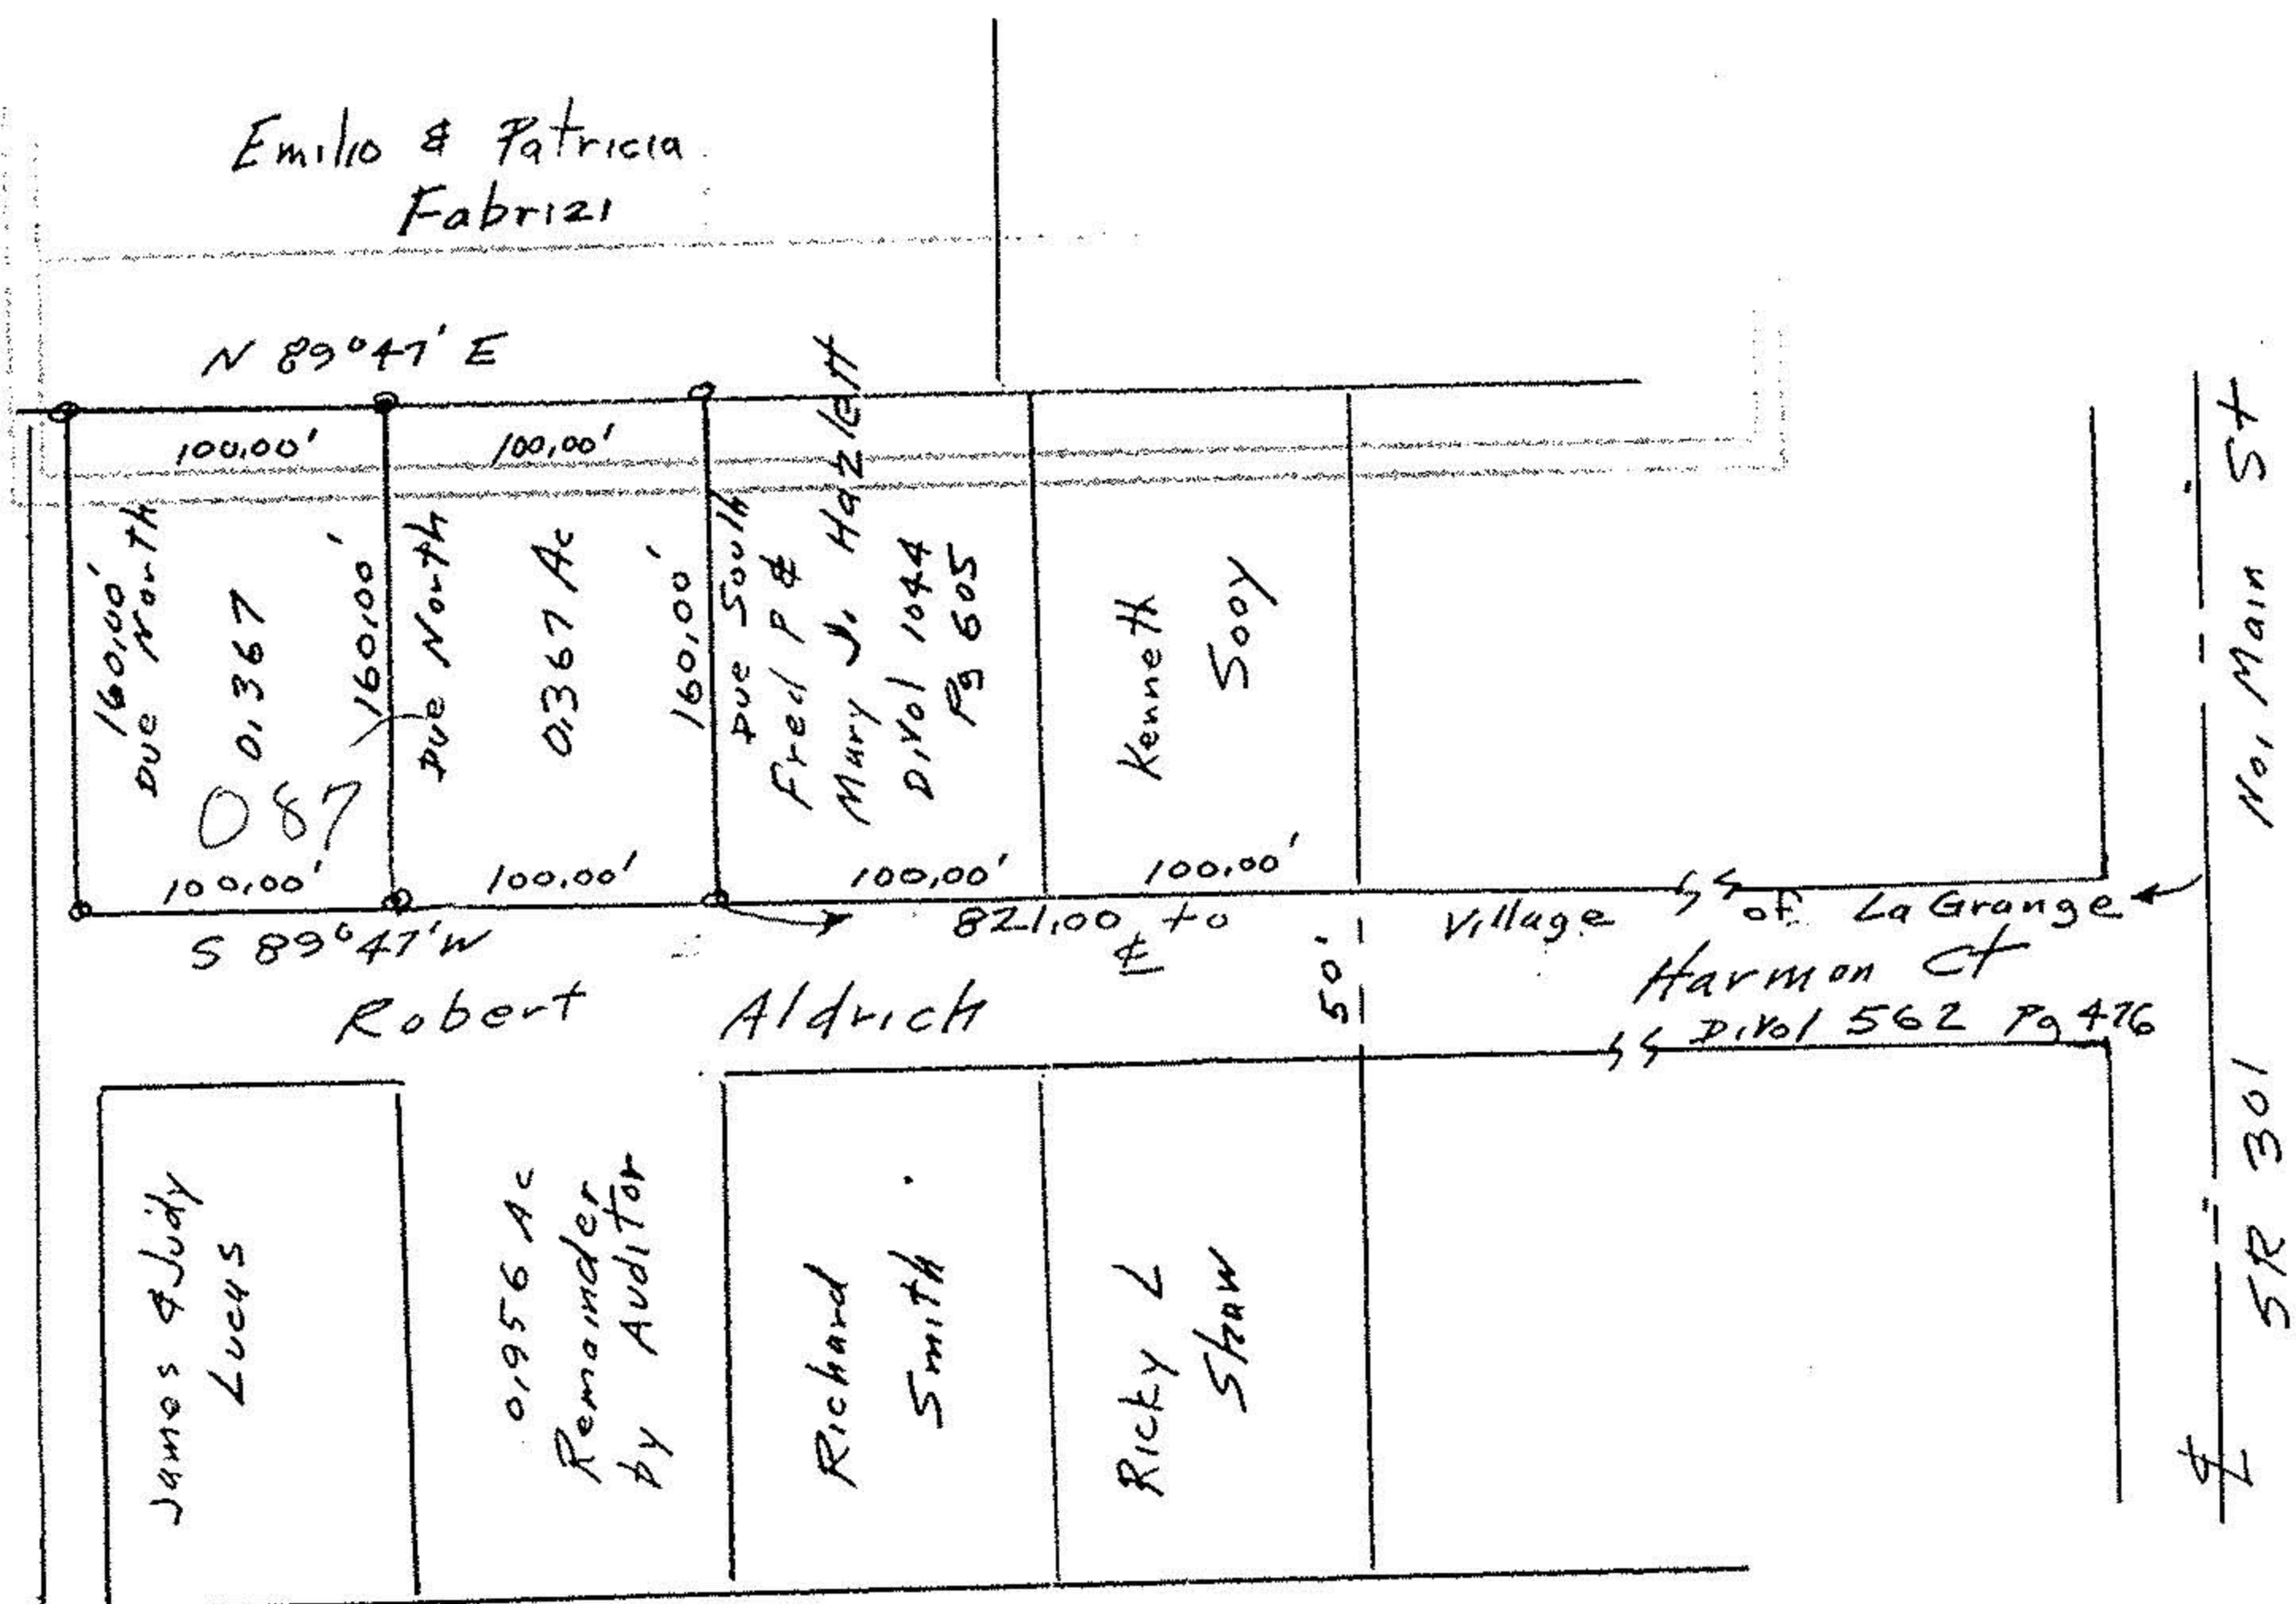 Emilio & Patricia
Fabrizi
N 89°47' E
100.00'
100.00'
160.00'
Due North
0.367
160.00'
Due North
0.367 Ac
160.00'
Due South
Fred P &
Mary J. Hazlett
D.Vol 1044
Pg 605
Kenneth
Sooy
087
100.00'
100.00'
100.00'
100.00'
S 89°47' W
821.00 to
℄
Village of LaGrange
50'
Robert Aldrich
Harmon Ct
D.Vol 562 Pg 476
No. Main St
SR 301
℄
James & Judy
Lucas
0.956 Ac
Remainder
by Auditor
Richard
Smith
Ricky L
Shaw